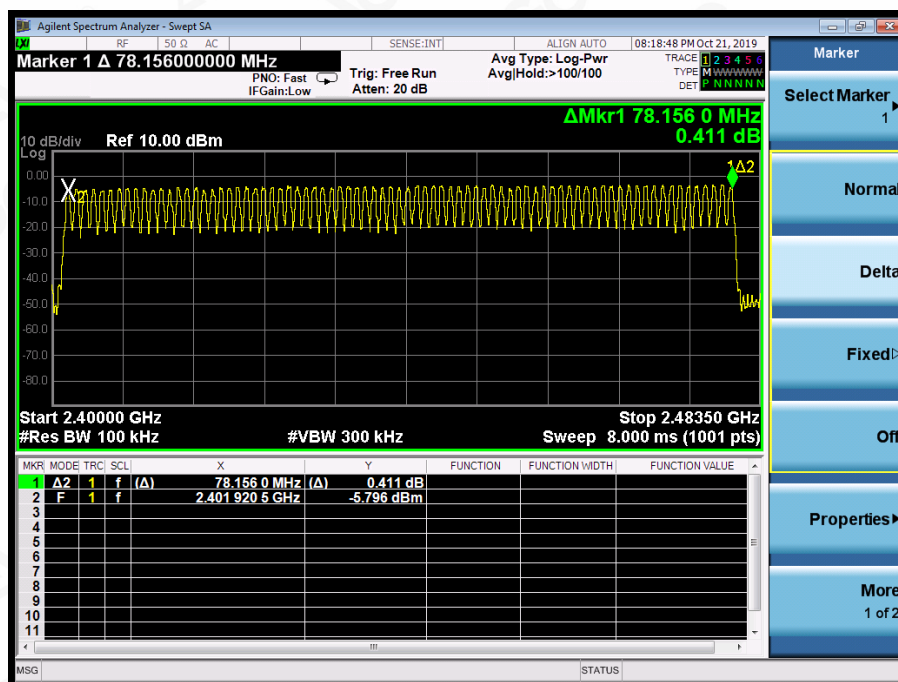 Agilent Spectrum Analyzer - Swept SA
LXI RF 50 Ω AC SENSE:INT ALIGN AUTO 08:18:48 PM Oct 21, 2019
Marker 1 Δ 78.156000000 MHz
PNO: Fast
IFGain:Low
Trig: Free Run
Atten: 20 dB
Avg Type: Log-Pwr
Avg|Hold:>100/100
TRACE 1 2 3 4 5 6
TYPE M WWWWW
DET P N N N N N
ΔMkr1 78.156 0 MHz
0.411 dB
10 dB/div Ref 10.00 dBm
Log
1Δ2
0.00
X2
-10.0
-20.0
-30.0
-40.0
-50.0
-60.0
-70.0
-80.0
Start 2.40000 GHz Stop 2.48350 GHz
#Res BW 100 kHz #VBW 300 kHz Sweep 8.000 ms (1001 pts)
MKR MODE TRC SCL X Y FUNCTION FUNCTION WIDTH FUNCTION VALUE
1 Δ2 1 f (Δ) 78.156 0 MHz (Δ) 0.411 dB
2 F 1 f 2.401 920 5 GHz -5.796 dBm
3
4
5
6
7
8
9
10
11
MSG STATUS
Marker
Select Marker
1
Normal
Delta
Fixed
Off
Properties
More
1 of 2